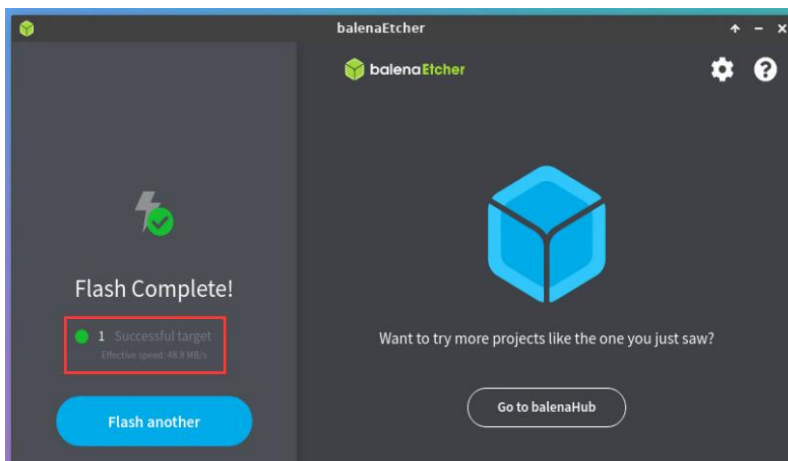 balenaEtcher
balenaEtcher
Flash Complete!
1 Successful target
Effective speed: 48.8 MB/s
Flash another
Want to try more projects like the one you just saw?
Go to balenaHub